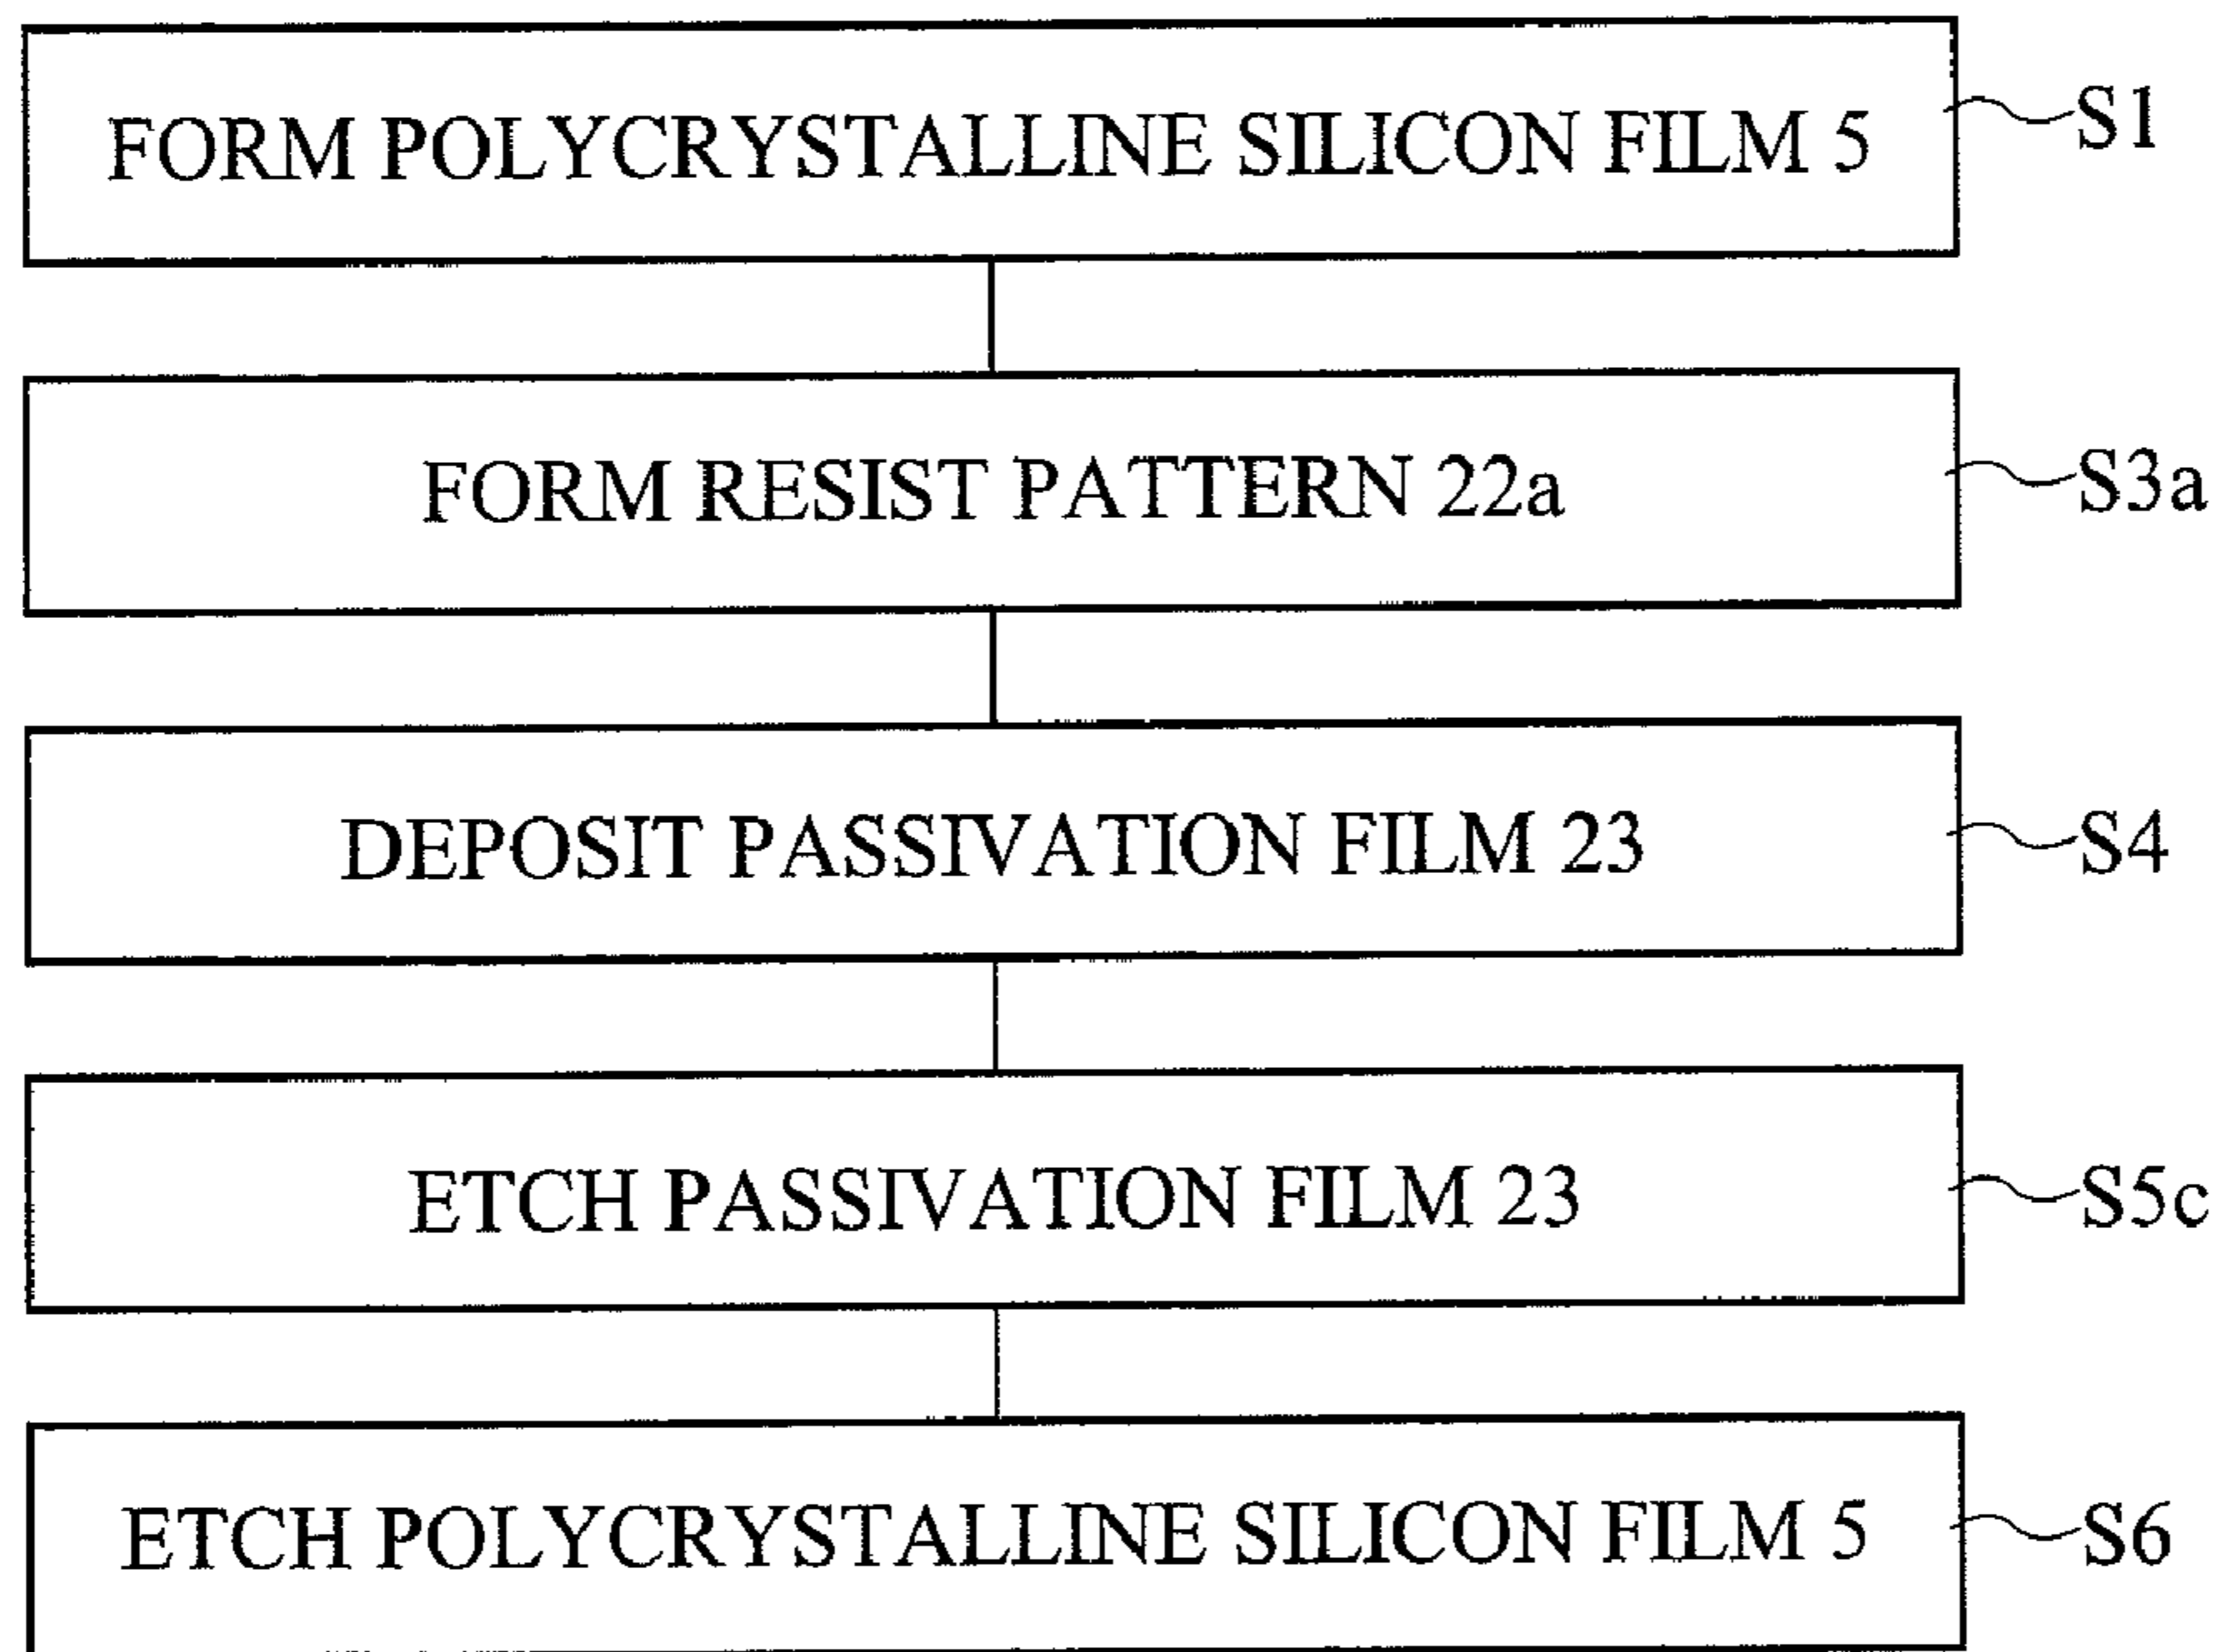 FORM POLYCRYSTALLINE SILICON FILM 5
S1
FORM RESIST PATTERN 22a
S3a
DEPOSIT PASSIVATION FILM 23
S4
ETCH PASSIVATION FILM 23
S5c
ETCH POLYCRYSTALLINE SILICON FILM 5
S6